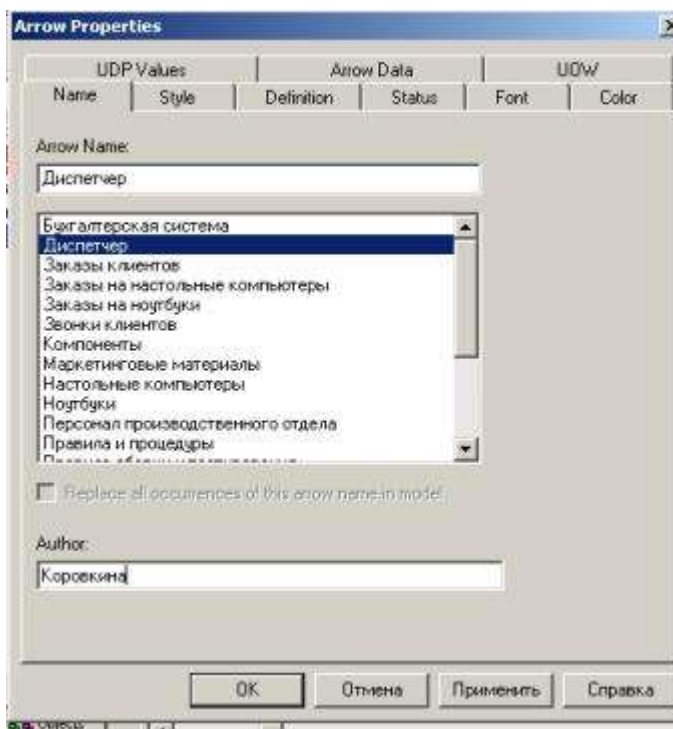 Arrow Properties
UDP Values Arrow Data UOW
Name Style Definition Status Font Color
Arrow Name:
Диспетчер
Бухгалтерская система
Диспетчер
Заказы клиентов
Заказы на настольные компьютеры
Заказы на ноутбуки
Звонки клиентов
Компоненты
Маркетинговые материалы
Настольные компьютеры
Ноутбуки
Персонал производственного отдела
Правила и процедуры
Replace all occurrences of this arrow name in model
Author:
Коровкина
OK Отмена Применить Справка